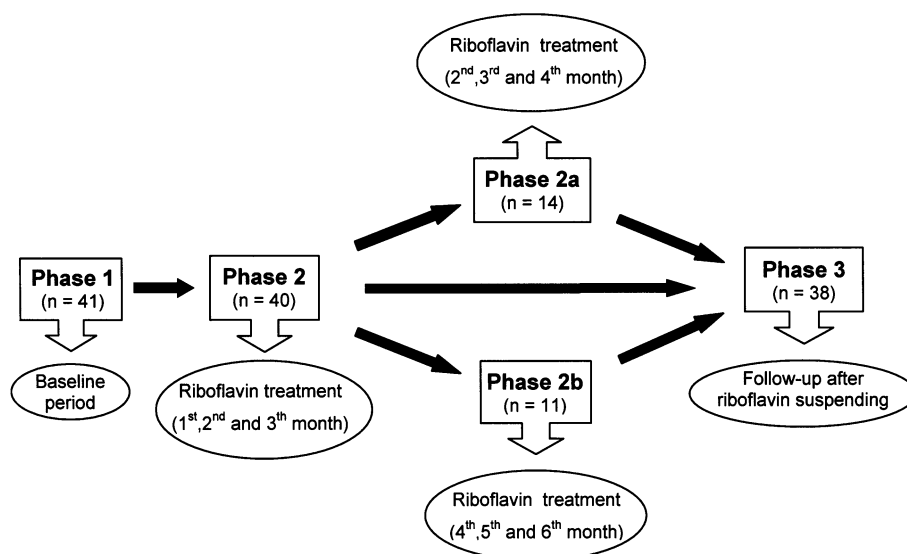 Riboflavin treatment
(2nd,3rd and 4th month)
Phase 2a
(n = 14)
Phase 1
(n = 41)
Phase 2
(n = 40)
Phase 3
(n = 38)
Baseline
period
Riboflavin treatment
(1st,2nd and 3th month)
Phase 2b
(n = 11)
Follow-up after
riboflavin suspending
Riboflavin treatment
(4th,5th and 6th month)